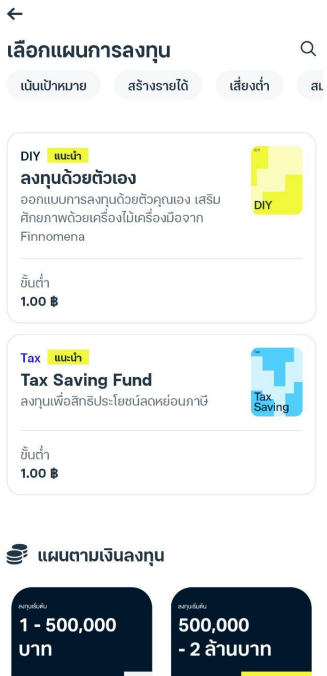 เลือกแผนการลงทุน
เน้นเป้าหมาย สร้างรายได้ เสี่ยงต่ำ
DIY แนะนำ
ลงทุนด้วยตัวเอง
ออกแบบการลงทุนด้วยตัวคุณเอง เสริม
ศักยภาพด้วยเครื่องไม้เครื่องมือจาก
Finnomena
DIY
ขั้นต่ำ
1.00 ฿
Tax แนะนำ
Tax Saving Fund
ลงทุนเพื่อสิทธิประโยชน์ลดหย่อนภาษี
Tax
Saving
ขั้นต่ำ
1.00 ฿
แผนตามเงินลงทุน
ลงทุนเริ่มต้น
1 - 500,000
บาท
ลงทุนเริ่มต้น
500,000
- 2 ล้านบาท